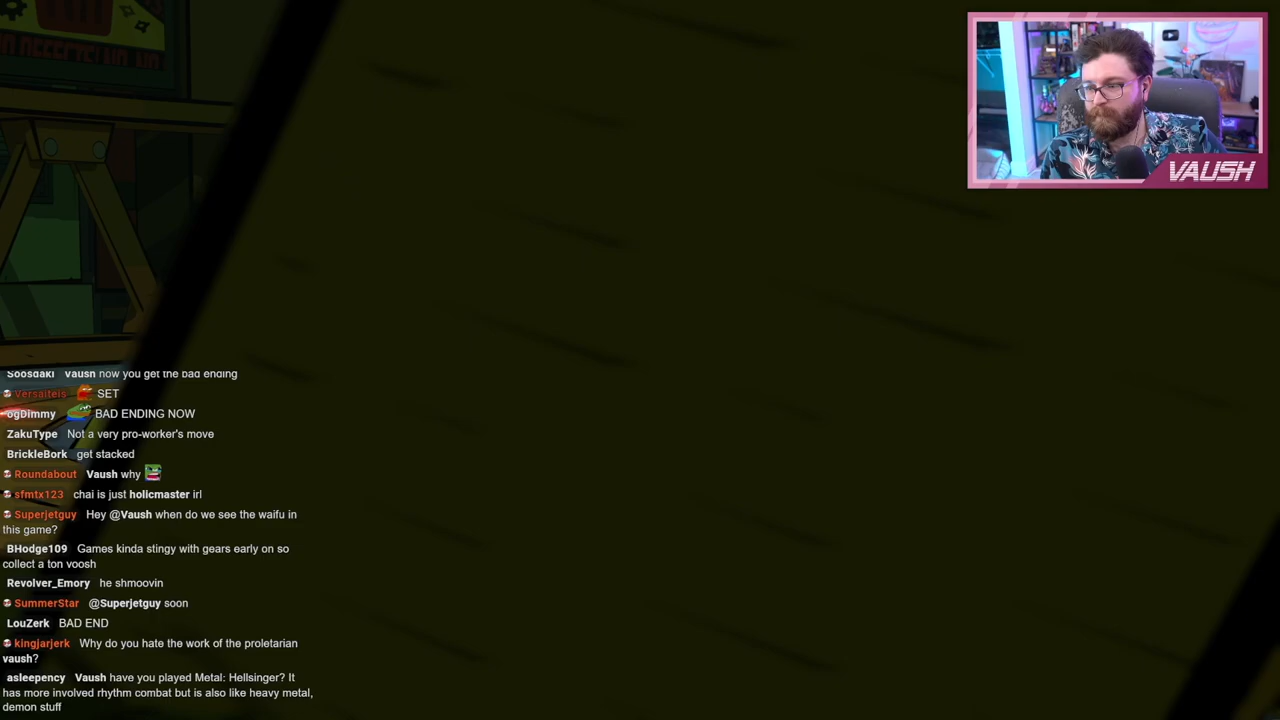 VAUSH
Soosdaki Vaush now you get the bad ending
Versaiteis SET
ogDimmy BAD ENDING NOW
ZakuType Not a very pro-worker's move
BrickleBork get stacked
Roundabout Vaush why
sfmtx123 chai is just holicmaster irl
Superjetguy Hey @Vaush when do we see the waifu in
this game?
BHodge109 Games kinda stingy with gears early on so
collect a ton voosh
Revolver_Emory he shmoovin
SummerStar @Superjetguy soon
LouZerk BAD END
kingjarjerk Why do you hate the work of the proletarian
vaush?
asleepency Vaush have you played Metal: Hellsinger? It
has more involved rhythm combat but is also like heavy metal,
demon stuff